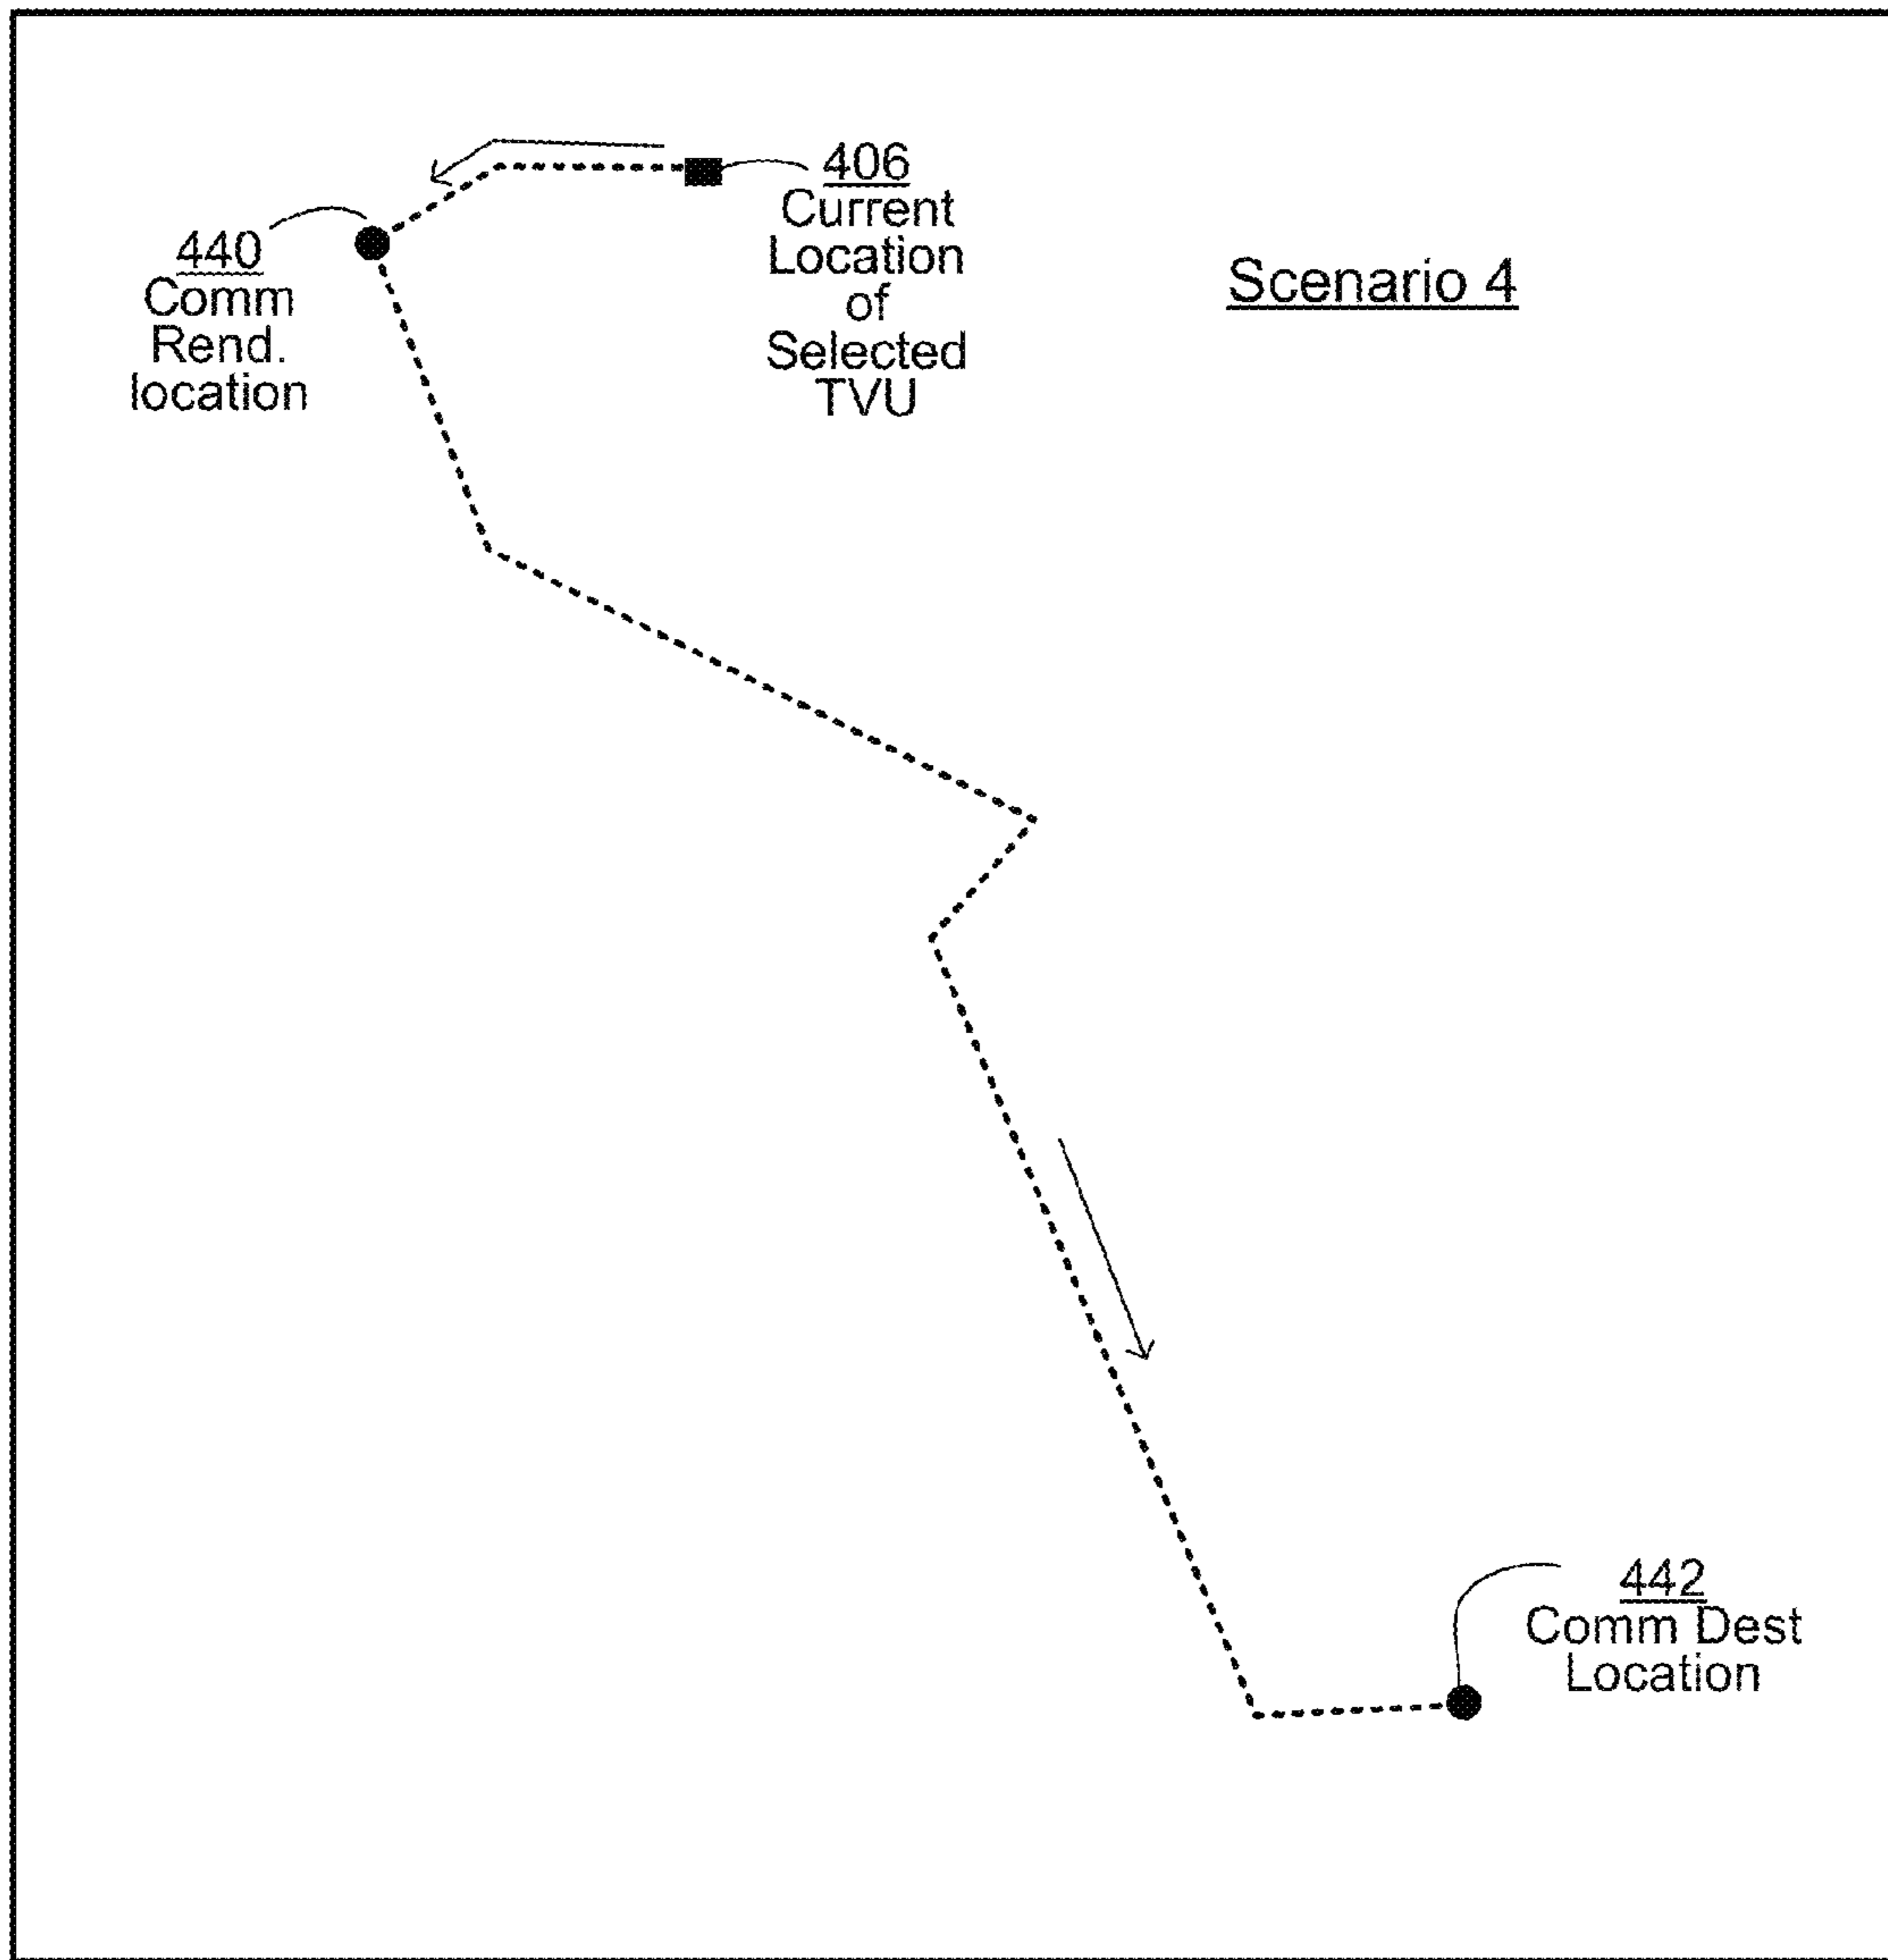 406
Current
Location
of
Selected
TVU
440
Comm
Rend.
location
Scenario 4
442
Comm Dest
Location